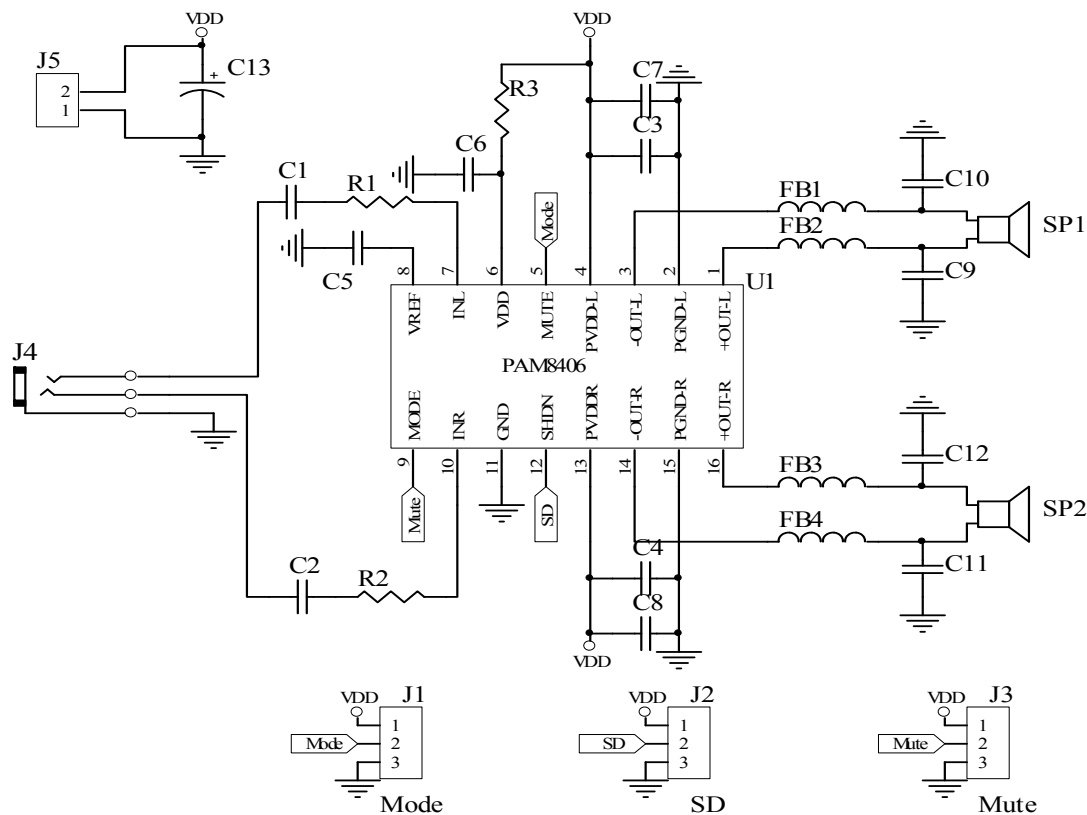 VDD
J5
C13
+
2
1
VDD
C7
R3
C3
C6
C1
R1
C5
Mode
FB1
C10
FB2
SP1
C9
8
7
6
5
4
3
2
1
U1
VREF
INL
VDD
MUTE
PVDD-L
-OUT-L
PGND-L
+OUT-L
PAM8406
MODE
INR
GND
SHDN
PVDDR
-OUT-R
PGND-R
+OUT-R
9
10
11
12
13
14
15
16
J4
Mute
SD
C12
FB3
SP2
FB4
C11
C2
R2
C4
C8
VDD
VDD
J1
1
Mode
2
3
Mode
VDD
J2
1
SD
2
3
SD
VDD
J3
1
Mute
2
3
Mute